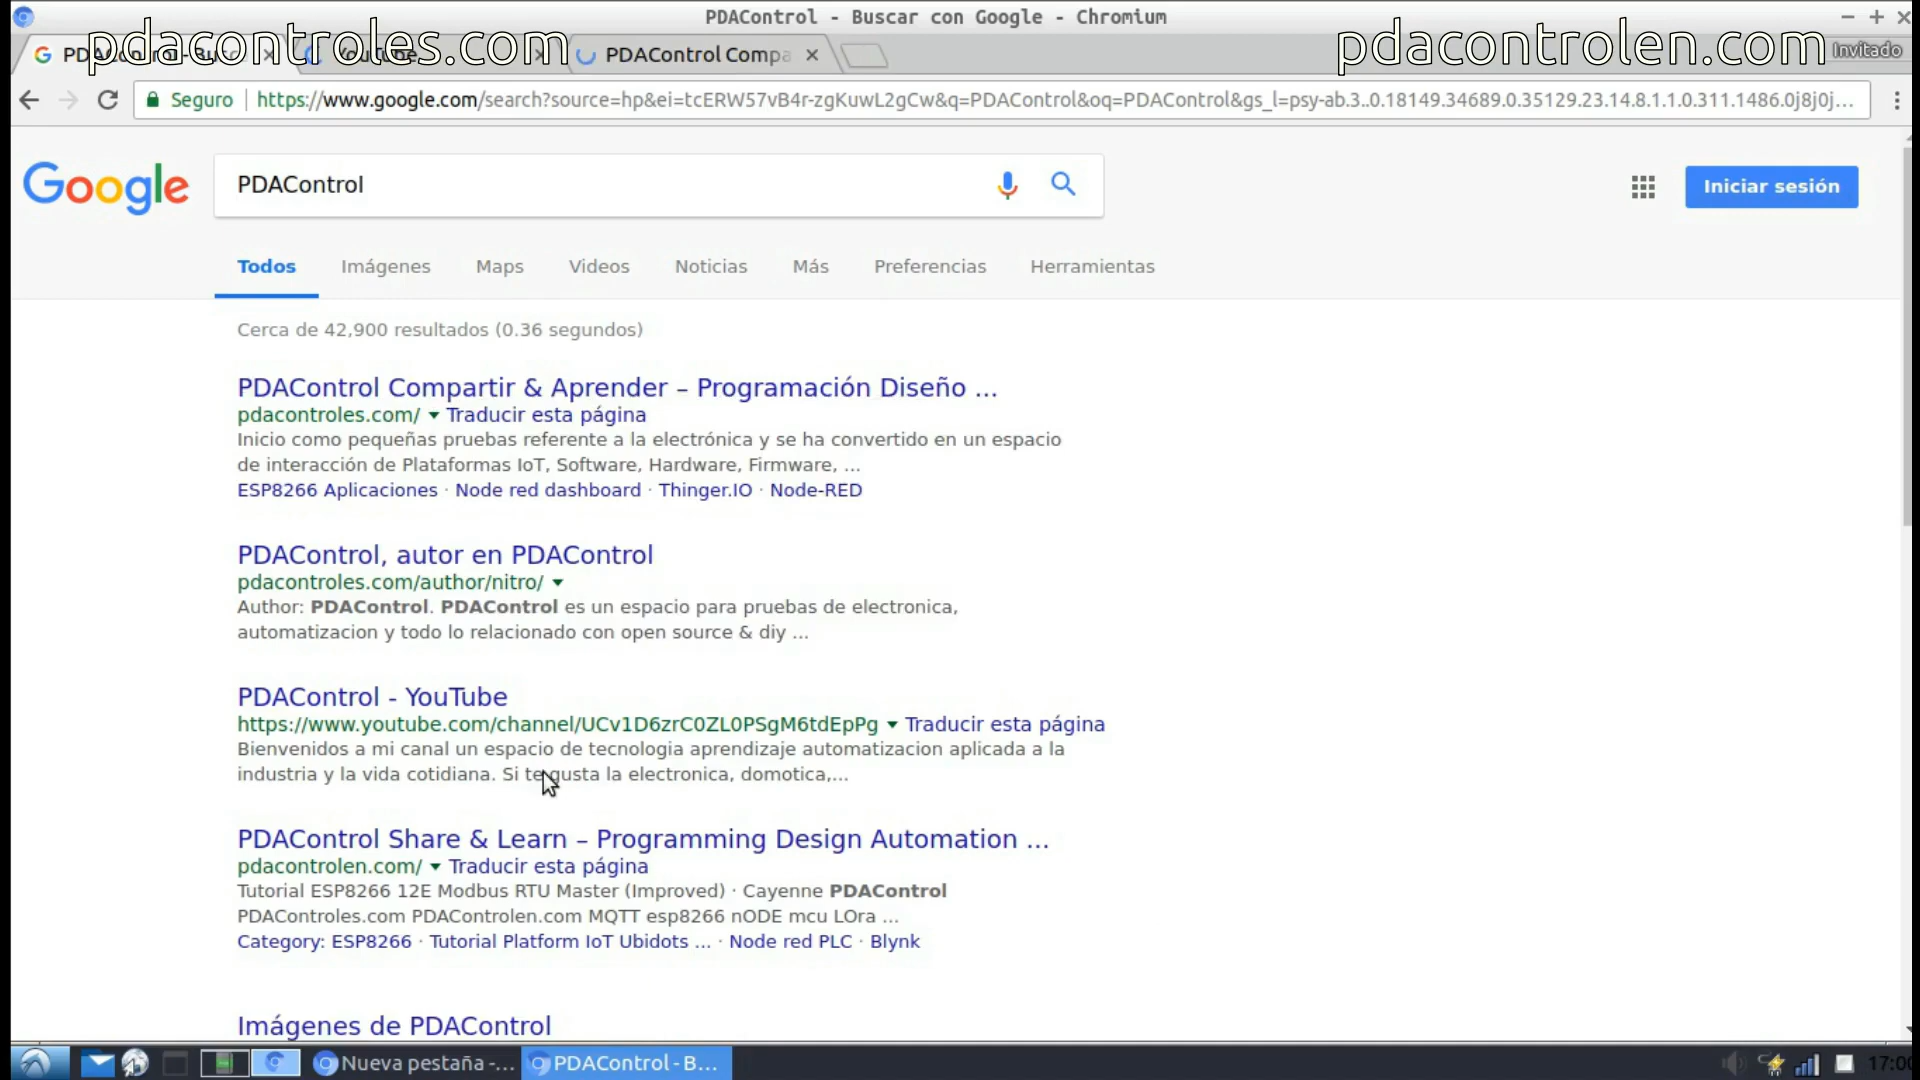 PDAControl - Buscar con Google - Chromium
pdacontroles.com
pdacontrolen.com
YouTube
PDAControl Compa
Invitado
Seguro
https://www.google.com/search?source=hp&ei=tcERW57vB4r-zgKuwL2gCw&q=PDAControl&oq=PDAControl&gs_l=psy-ab.3..0.18149.34689.0.35129.23.14.8.1.1.0.311.1486.0j8j0j...
Google
PDAControl
Iniciar sesión
Todos Imágenes Maps Videos Noticias Más Preferencias Herramientas
Cerca de 42,900 resultados (0.36 segundos)
PDAControl Compartir & Aprender – Programación Diseño ...
pdacontroles.com/ Traducir esta página
Inicio como pequeñas pruebas referente a la electrónica y se ha convertido en un espacio
de interacción de Plataformas IoT, Software, Hardware, Firmware, ...
ESP8266 Aplicaciones · Node red dashboard · Thinger.IO · Node-RED
PDAControl, autor en PDAControl
pdacontroles.com/author/nitro/
Author: PDAControl. PDAControl es un espacio para pruebas de electronica,
automatizacion y todo lo relacionado con open source & diy ...
PDAControl - YouTube
https://www.youtube.com/channel/UCv1D6zrC0ZL0PSgM6tdEpPg Traducir esta página
Bienvenidos a mi canal un espacio de tecnologia aprendizaje automatizacion aplicada a la
industria y la vida cotidiana. Si te gusta la electronica, domotica,...
PDAControl Share & Learn – Programming Design Automation ...
pdacontrolen.com/ Traducir esta página
Tutorial ESP8266 12E Modbus RTU Master (Improved) · Cayenne PDAControl
PDAControles.com PDAControlen.com MQTT esp8266 nODE mcu LOra ...
Category: ESP8266 · Tutorial Platform IoT Ubidots ... · Node red PLC · Blynk
Imágenes de PDAControl
Nueva pestaña -...
PDAControl - B...
17:00